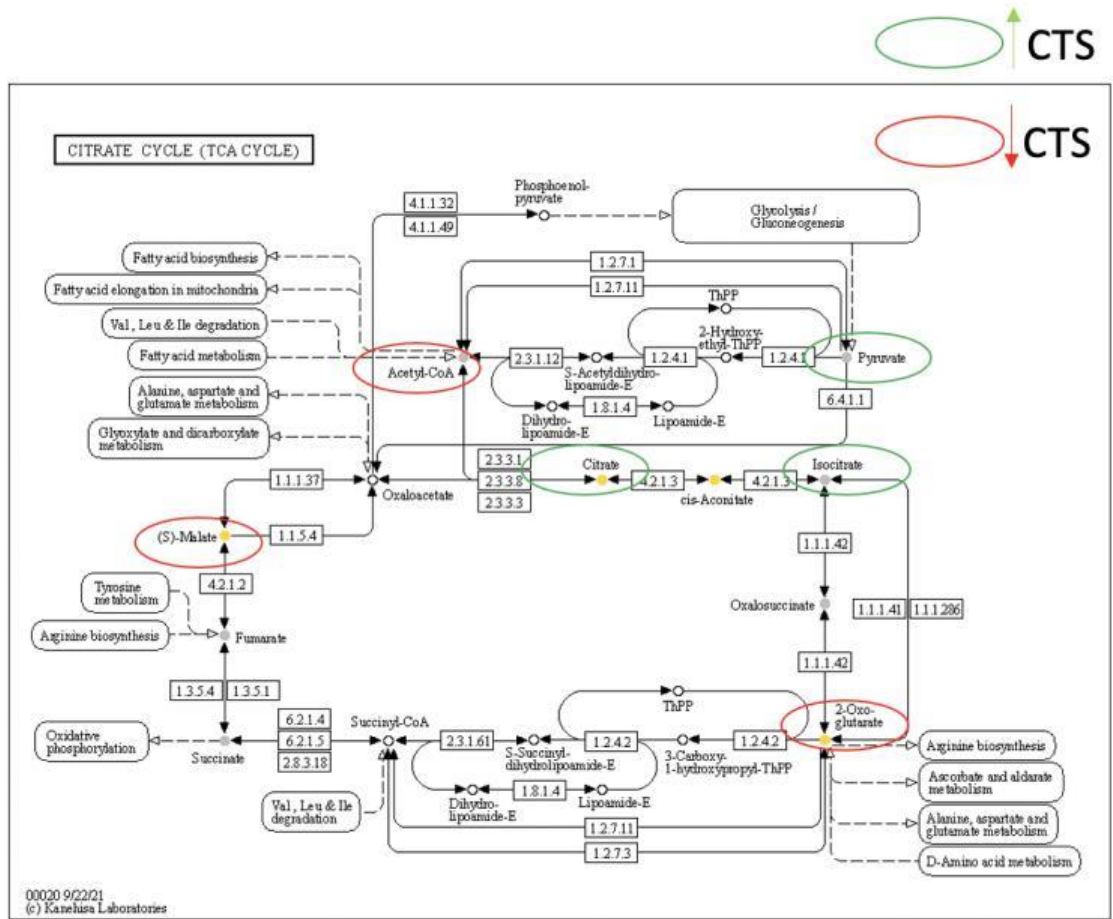 CTS
CTS
CITRATE CYCLE (TCA CYCLE)
Phosphoenol-
pyruvate
4.1.1.32
4.1.1.49
Glycolysis /
Gluconeogenesis
Fatty acid biosynthesis
Fatty acid elongation in mitochondria
Val, Leu & Ile degradation
Fatty acid metabolism
Alanine, aspartate and
glutamate metabolism
Glyoxylate and dicarboxylate
metabolism
1.2.7.1
1.2.7.11
ThPP
2-Hydroxy-
ethyl-ThPP
Acetyl-CoA
2.3.1.12
S-Acetyldihydro-
lipoamide-E
1.2.4.1
1.2.4.1
Pyruvate
Dihydro-
lipoamide-E
1.8.1.4
Lipoamide-E
6.4.1.1
1.1.1.37
Oxaloacetate
2.3.3.1
2.3.3.8
2.3.3.3
Citrate
4.2.1.3
cis-Aconitate
4.2.1.3
Isocitrate
(S)-Malate
1.1.5.4
1.1.1.42
4.2.1.2
Tyrosine
metabolism
Arginine biosynthesis
Fumarate
Oxalosuccinate
1.1.1.41
1.1.1.286
1.1.1.42
1.3.5.4
1.3.5.1
ThPP
2-Oxo-
glutarate
Oxidative
phosphorylation
Succinate
6.2.1.4
6.2.1.5
2.8.3.18
Succinyl-CoA
2.3.1.61
S-Succinyl-
dihydrolipoamide-E
1.2.4.2
3-Carboxy-
1-hydroxypropyl-ThPP
1.2.4.2
Val, Leu & Ile
degradation
Dihydro-
lipoamide-E
1.8.1.4
Lipoamide-E
1.2.7.11
1.2.7.3
Arginine biosynthesis
Ascorbate and aldarate
metabolism
Alanine, aspartate and
glutamate metabolism
D-Amino acid metabolism
00020 9/22/21
(c) Kanehisa Laboratories